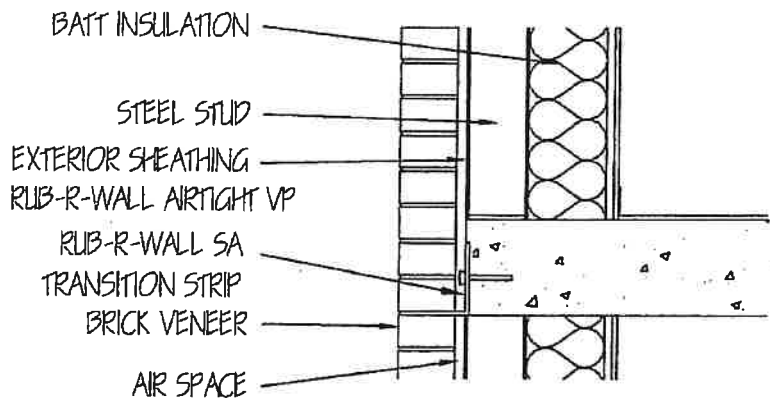 BATT INSULATION
STEEL STUD
EXTERIOR SHEATHING
RUB-R-WALL AIRTIGHT VP
RUB-R-WALL SA
TRANSITION STRIP
BRICK VENEER
AIR SPACE